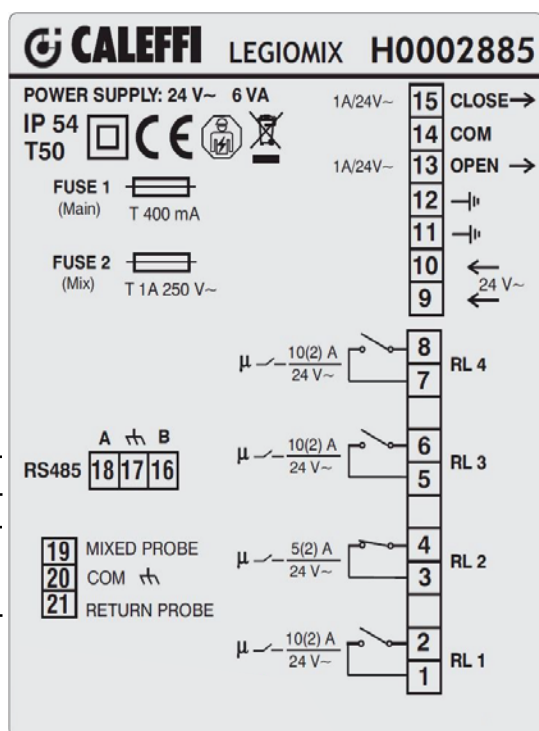 CALEFFI LEGIOMIX H0002885
POWER SUPPLY: 24 V~ 6 VA
IP 54
T50
CE
FUSE 1
(Main)
T 400 mA
FUSE 2
(Mix)
T 1A 250 V~
1A/24V~ 15 CLOSE→
14 COM
1A/24V~ 13 OPEN →
12
11
10 ←
24 V~
9 ←
µ 10(2) A
24 V~
8
7
RL 4
µ 10(2) A
24 V~
6
5
RL 3
A B
RS485 18 17 16
µ 5(2) A
24 V~
4
3
RL 2
19 MIXED PROBE
20 COM
21 RETURN PROBE
µ 10(2) A
24 V~
2
1
RL 1